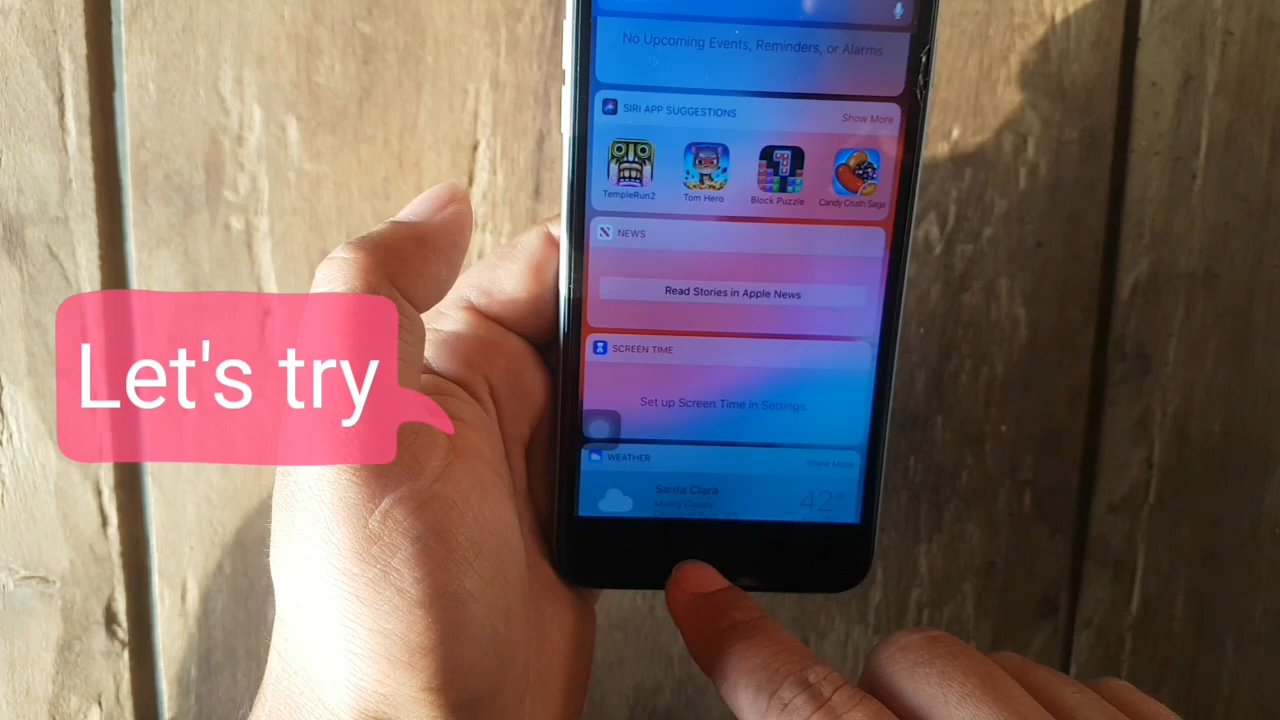 No Upcoming Events, Reminders, or Alarms
SIRI APP SUGGESTIONS
Show More
TempleRun2
Tom Hero
Block Puzzle
Candy Crush Saga
NEWS
Read Stories in Apple News
SCREEN TIME
Set up Screen Time in Settings.
WEATHER
Show More
Santa Clara
42°
Mostly Cloudy
Let's try